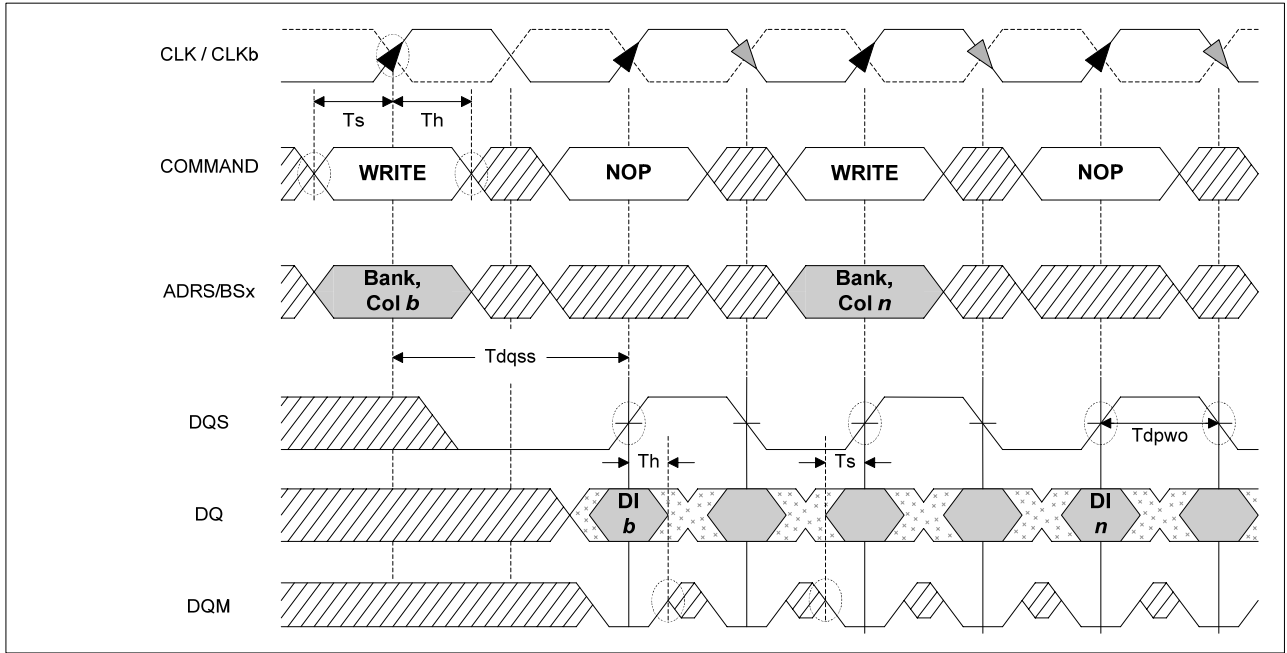 CLK / CLKb
Ts
Th
COMMAND
WRITE
NOP
WRITE
NOP
ADRS/BSx
Bank,
Col b
Bank,
Col n
Tdqss
DQS
Tdpwo
Th
Ts
DQ
DI
b
DI
n
DQM